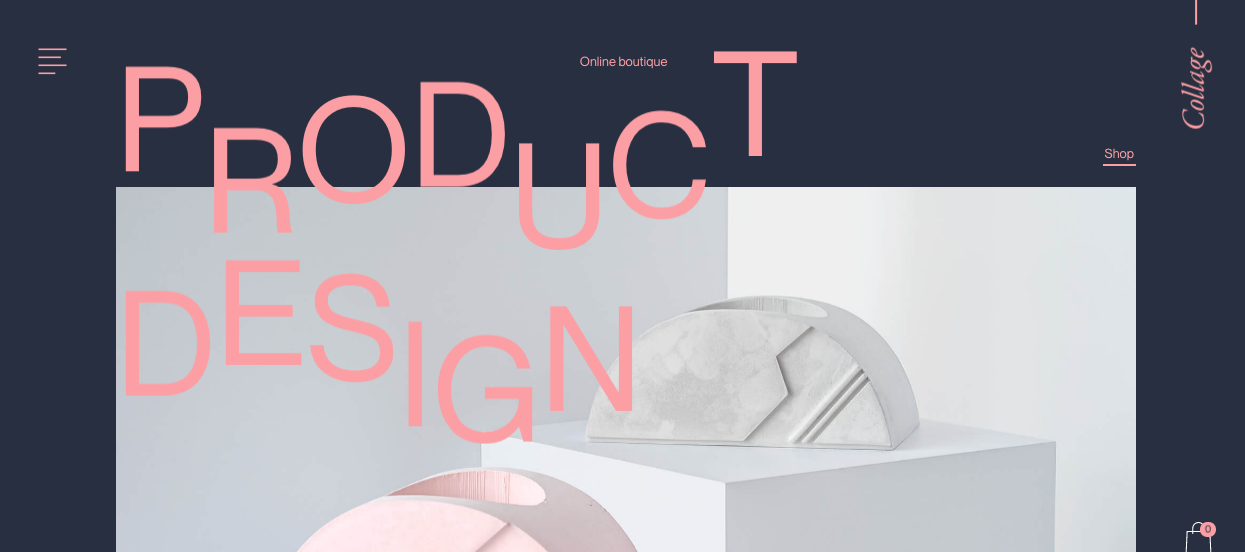 Online boutique
PRODUCT
DESIGN
Shop
Collage
0